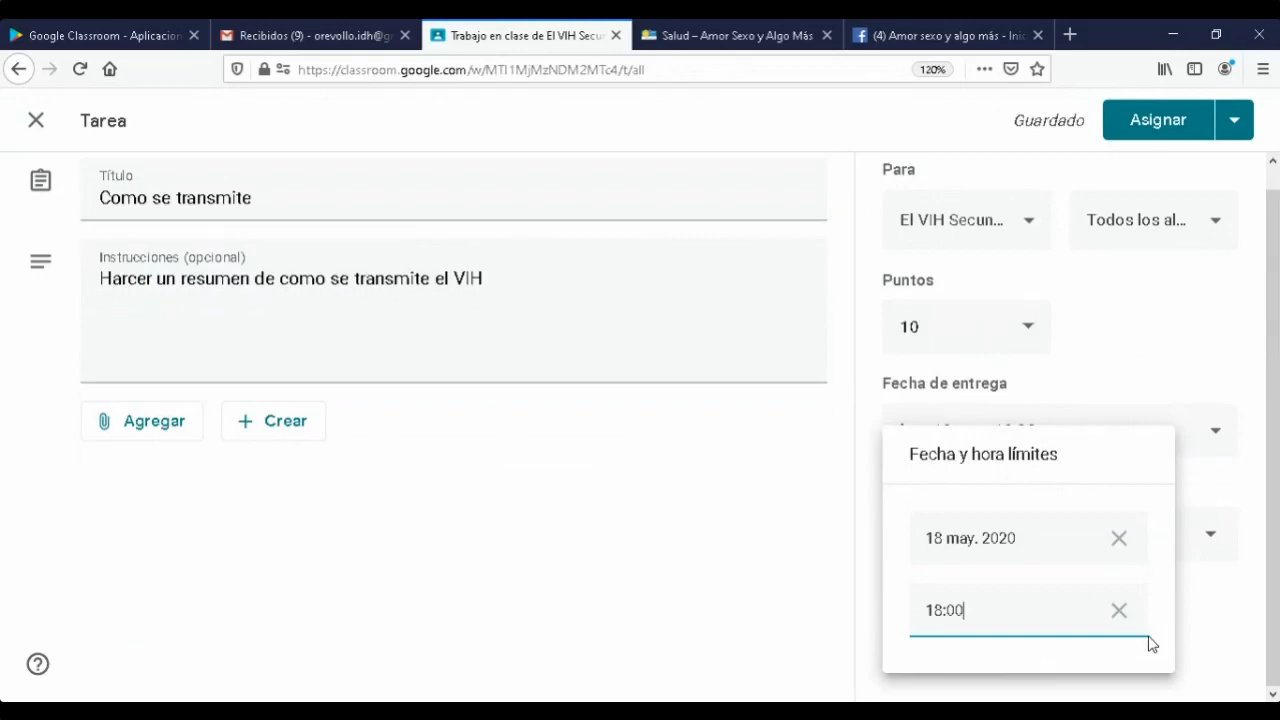 Google Classroom - Aplicacion
Recibidos (9) - orevollo.idh@g
Trabajo en clase de El VIH Secu
Salud – Amor Sexo y Algo Más
(4) Amor sexo y algo más - Inic
https://classroom.google.com/w/MTI1MjMzNDM2MTc4/t/all
120%
Tarea
Guardado
Asignar
Título
Como se transmite
Instrucciones (opcional)
Harcer un resumen de como se transmite el VIH
Agregar
Crear
Para
El VIH Secun...
Todos los al...
Puntos
10
Fecha de entrega
Fecha y hora límites
18 may. 2020
18:00